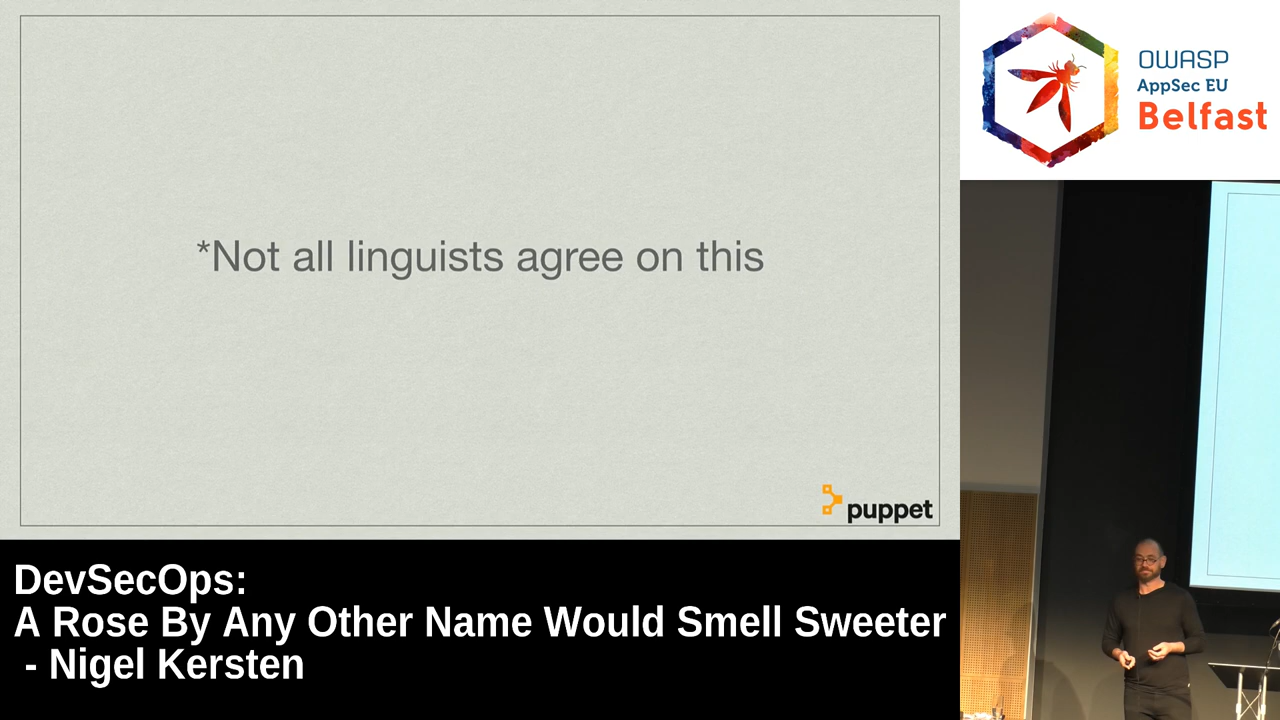 *Not all linguists agree on this
puppet
DevSecOps:
A Rose By Any Other Name Would Smell Sweeter
- Nigel Kersten
OWASP
AppSec EU
Belfast